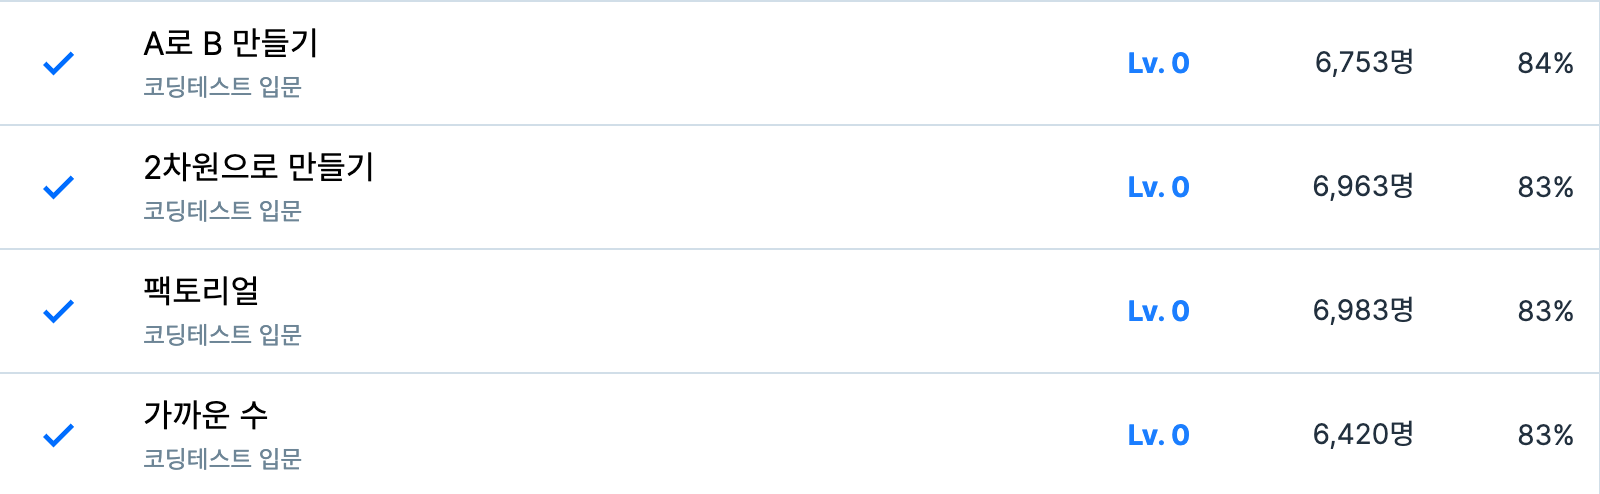 A로 B 만들기
코딩테스트 입문
Lv. 0 6,753명 84%
2차원으로 만들기
코딩테스트 입문
Lv. 0 6,963명 83%
팩토리얼
코딩테스트 입문
Lv. 0 6,983명 83%
가까운 수
코딩테스트 입문
Lv. 0 6,420명 83%